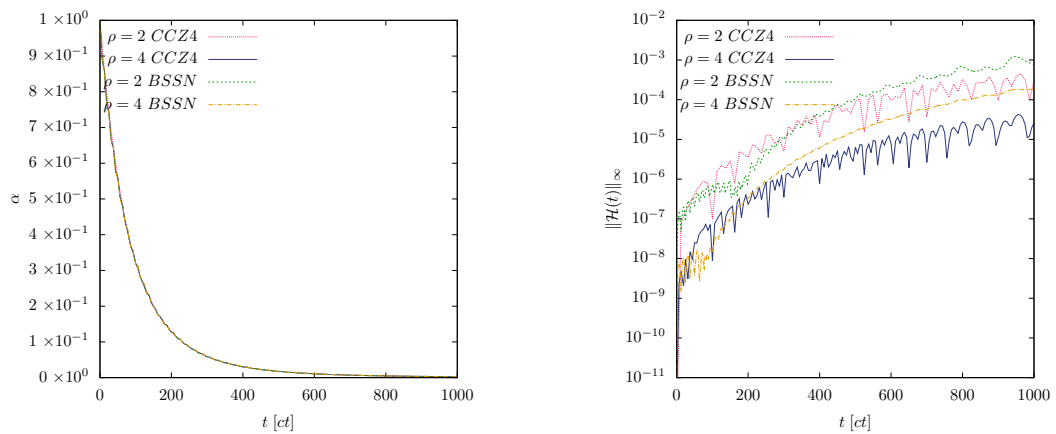 1 ×10⁰
9 ×10⁻¹
8 ×10⁻¹
7 ×10⁻¹
6 ×10⁻¹
5 ×10⁻¹
4 ×10⁻¹
3 ×10⁻¹
2 ×10⁻¹
1 ×10⁻¹
0 ×10⁰
α
ρ = 2 CCZ4
ρ = 4 CCZ4
ρ = 2 BSSN
ρ = 4 BSSN
0 200 400 600 800 1000
t [ct]
10⁻²
10⁻³
10⁻⁴
10⁻⁵
10⁻⁶
10⁻⁷
10⁻⁸
10⁻⁹
10⁻¹⁰
10⁻¹¹
‖ℋ(t)‖∞
ρ = 2 CCZ4
ρ = 4 CCZ4
ρ = 2 BSSN
ρ = 4 BSSN
0 200 400 600 800 1000
t [ct]